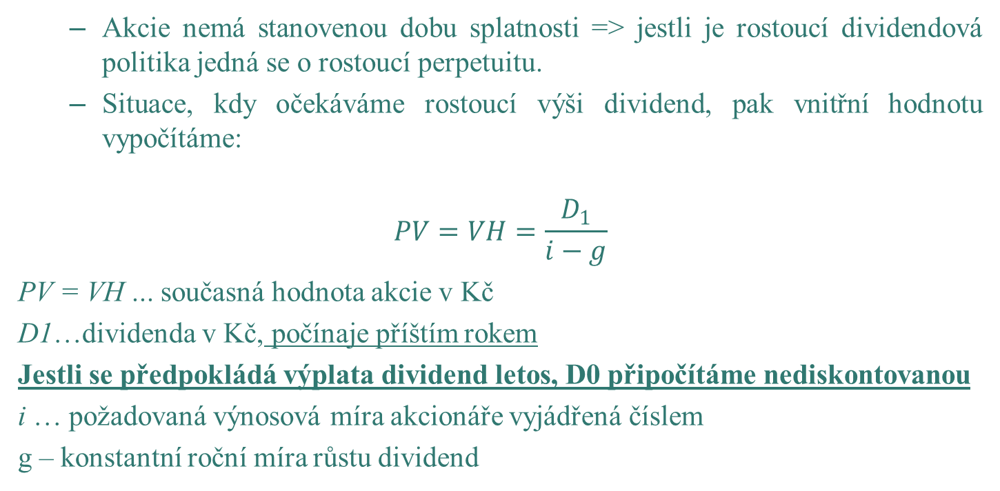 – Akcie nemá stanovenou dobu splatnosti => jestli je rostoucí dividendová
politika jedná se o rostoucí perpetuitu.
– Situace, kdy očekáváme rostoucí výši dividend, pak vnitřní hodnotu
vypočítáme:
PV = VH = D₁ / (i − g)
PV = VH ... současná hodnota akcie v Kč
D1…dividenda v Kč, počínaje příštím rokem
Jestli se předpokládá výplata dividend letos, D0 připočítáme nediskontovanou
i … požadovaná výnosová míra akcionáře vyjádřená číslem
g – konstantní roční míra růstu dividend